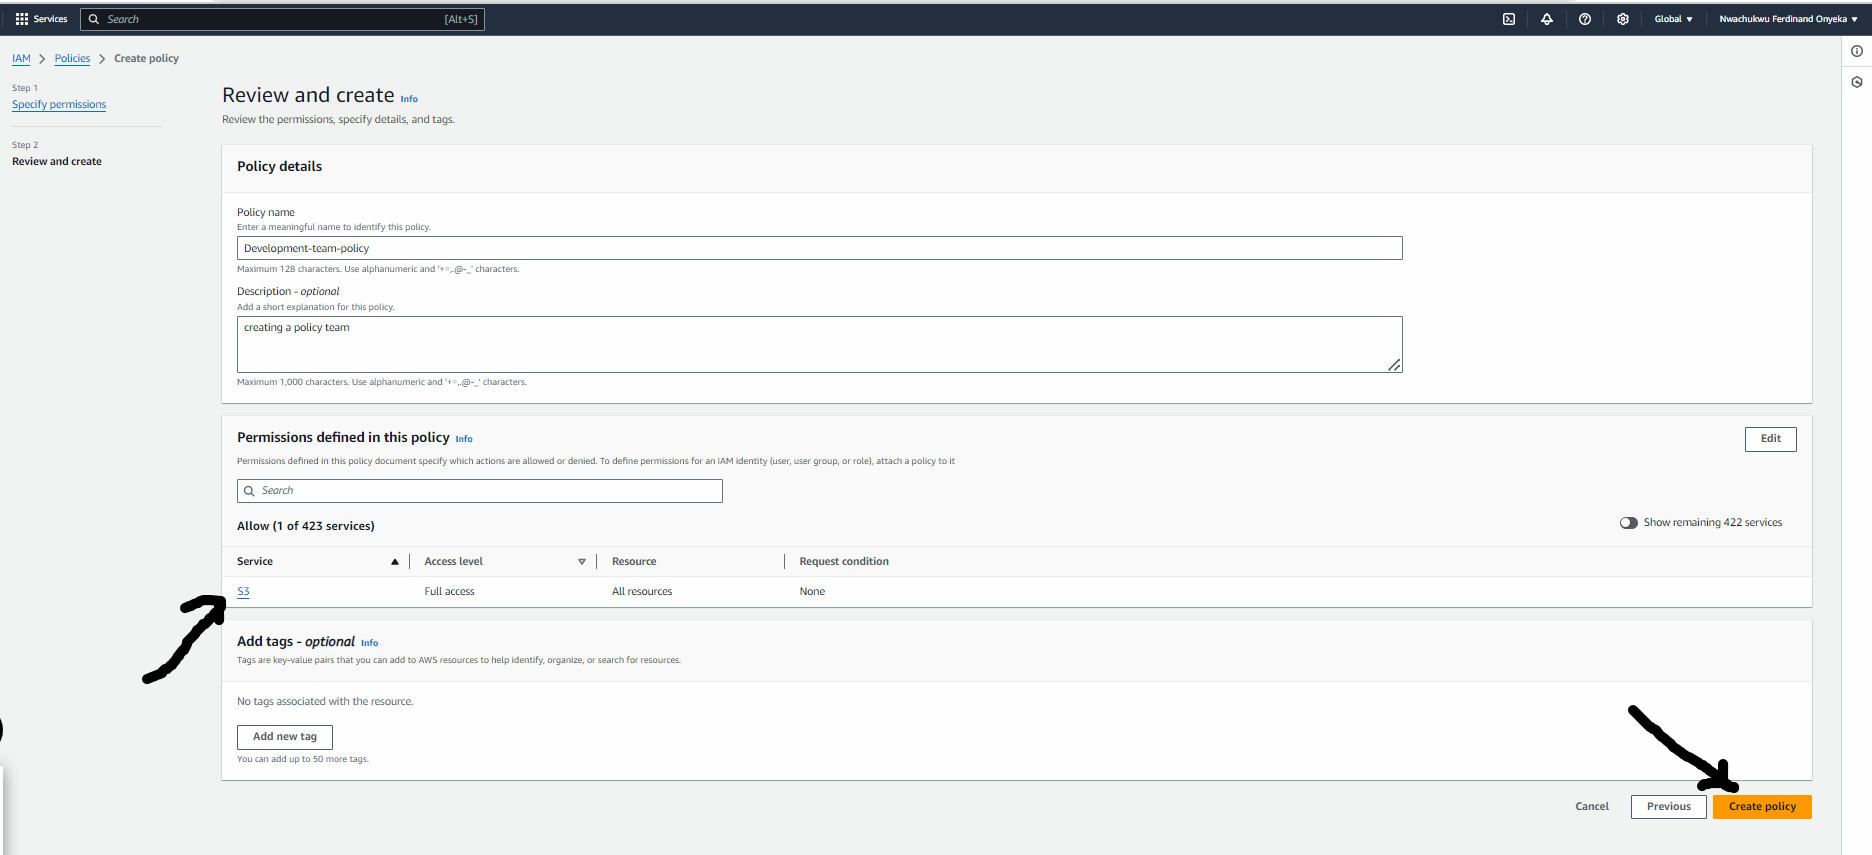 Services Search [Alt+S] Global Nwachukwu Ferdinand Onyeka
IAM Policies Create policy
Step 1
Specify permissions
Step 2
Review and create
Review and create Info
Review the permissions, specify details, and tags.
Policy details
Policy name
Enter a meaningful name to identify this policy.
Development-team-policy
Maximum 128 characters. Use alphanumeric and '+=,.@-_' characters.
Description - optional
Add a short explanation for this policy.
creating a policy team
Maximum 1,000 characters. Use alphanumeric and '+=,.@-_' characters.
Permissions defined in this policy Info
Edit
Permissions defined in this policy document specify which actions are allowed or denied. To define permissions for an IAM identity (user, user group, or role), attach a policy to it
Search
Allow (1 of 423 services)
Show remaining 422 services
Service Access level Resource Request condition
S3 Full access All resources None
Add tags - optional Info
Tags are key-value pairs that you can add to AWS resources to help identify, organize, or search for resources.
No tags associated with the resource.
Add new tag
You can add up to 50 more tags.
Cancel Previous Create policy